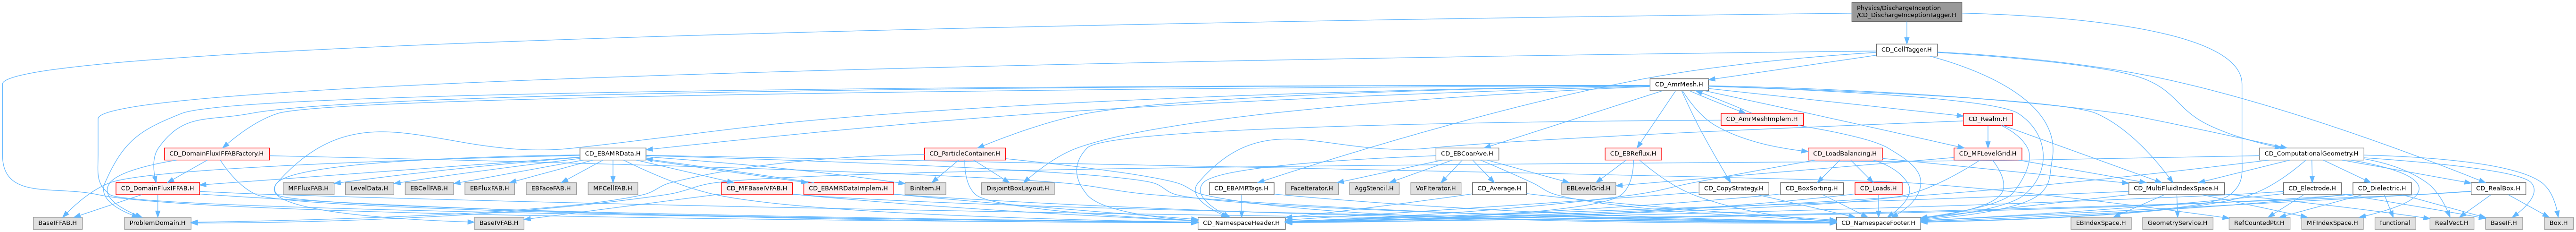 Physics/DischargeInception
/CD_DischargeInceptionTagger.H
CD_CellTagger.H
CD_AmrMesh.H
CD_AmrMeshImplem.H
CD_Realm.H
CD_DomainFluxIFFABFactory.H
CD_EBAMRData.H
CD_ParticleContainer.H
CD_EBCoarAve.H
CD_EBReflux.H
CD_LoadBalancing.H
CD_MFLevelGrid.H
CD_ComputationalGeometry.H
CD_DomainFluxIFFAB.H
MFFluxFAB.H
LevelData.H
EBCellFAB.H
EBFluxFAB.H
EBFaceFAB.H
MFCellFAB.H
CD_MFBaseIVFAB.H
CD_EBAMRDataImplem.H
BinItem.H
DisjointBoxLayout.H
CD_EBAMRTags.H
FaceIterator.H
AggStencil.H
VoFIterator.H
CD_Average.H
EBLevelGrid.H
CD_CopyStrategy.H
CD_BoxSorting.H
CD_Loads.H
CD_MultiFluidIndexSpace.H
CD_Electrode.H
CD_Dielectric.H
CD_RealBox.H
BaseIFFAB.H
ProblemDomain.H
BaseIVFAB.H
CD_NamespaceHeader.H
CD_NamespaceFooter.H
EBIndexSpace.H
GeometryService.H
RefCountedPtr.H
MFIndexSpace.H
functional
RealVect.H
BaseIF.H
Box.H